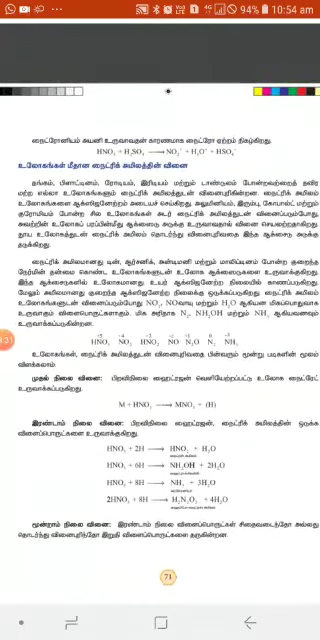 10:54 am
94%
நைட்ரோனியம் அயனி உருவாவதன் காரணமாக நைட்ரோ ஏற்றம் நிகழ்கிறது.
HNO₃ + H₂SO₄ ⟶ NO₂⁺ + H₃O⁺ + HSO₄⁻
உலோகங்கள் மீதான நைட்ரிக் அமிலத்தின் வினை
தங்கம், பிளாட்டினம், ரோடியம், இரிடியம் மற்றும் டாண்டுலம் போன்றவற்றைத் தவிர
மற்ற எல்லா உலோகங்களும் நைட்ரிக் அமிலத்துடன் வினைபுரிகின்றன. நைட்ரிக் அமிலம்
உலோகங்களை ஆக்ஸிஜனேற்றம் அடையச் செய்கிறது. அலுமினியம், இரும்பு, கோபால்ட் மற்றும்
குரோமியம் போன்ற சில உலோகங்கள் அடர் நைட்ரிக் அமிலத்துடன் வினைப்படும்போது,
அவற்றின் உலோகப் பரப்பின்மீது ஆக்ஸைடு அடுக்கு உருவாவதால் வினை செயலற்றதாகிறது.
தூய உலோகத்துடன் நைட்ரிக் அமிலம் தொடர்ந்து வினைபுரிவதை இந்த ஆக்ஸைடு அடுக்கு
தடுக்கிறது.
நைட்ரிக் அமிலமானது டின், ஆர்சனிக், அண்டிமணி மற்றும் மாலிப்டினம் போன்ற குறைந்த
நேர்மின் தன்மை கொண்ட உலோகங்களுடன் உலோக ஆக்ஸைடுகளை உருவாக்குகிறது.
இந்த ஆக்ஸைடுகளில் உலோகமானது உயர் ஆக்ஸிஜனேற்ற நிலையில் காணப்படுகிறது.
மேலும் அமிலமானது குறைந்த ஆக்ஸிஜனேற்ற நிலைக்கு ஒடுக்கப்படுகிறது. நைட்ரிக் அமிலம்
உலோகங்களுடன் வினைப்படும்போது NO₂, NOவாயு மற்றும் H₂O ஆகியன மிகப்பொதுவாக
உருவாகும் விளைபொருட்களாகும். மிக அரிதாக N₂, NH₂OH மற்றும் NH₃ ஆகியவையும்
உருவாக்கப்படுகின்றன.
+5 +4 +3 +2 +1 0 -3
HNO₃ NO₂ HNO₂ NO N₂O N₂ NH₃
உலோகங்கள், நைட்ரிக் அமிலத்துடன் வினைபுரிவதை பின்வரும் மூன்று படிகளின் மூலம்
விளக்கலாம்.
முதல் நிலை வினை: பிறவிநிலை ஹைட்ரஜன் வெளியேற்றப்பட்டு உலோக நைட்ரேட்
உருவாக்கப்படுகிறது.
M + HNO₃ ⟶ MNO₃ + (H)
இரண்டாம் நிலை வினை: பிறவிநிலை ஹைட்ரஜன், நைட்ரிக் அமிலத்தின் ஒடுக்க
விளைப்பொருட்களை உருவாக்குகிறது.
HNO₃ + 2H ⟶ HNO₂ + H₂O
HNO₃ + 6H ⟶ NH₂OH + 2H₂O
HNO₃ + 8H ⟶ NH₃ + 3H₂O
2HNO₃ + 8H ⟶ H₂N₂O₂ + 4H₂O
மூன்றாம் நிலை வினை: இரண்டாம் நிலை விளைப்பொருட்கள் சிதைவடைந்தோ அல்லது
தொடர்ந்து வினைபுரிந்தோ இறுதி விளைப்பொருட்களை தருகின்றன.
71